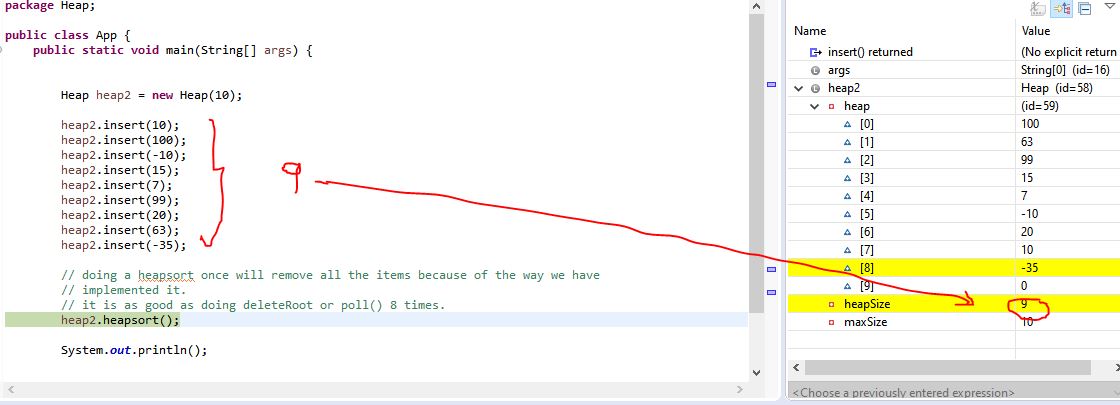 package Heap;
public class App {
public static void main(String[] args) {
Heap heap2 = new Heap(10);
heap2.insert(10);
heap2.insert(100);
heap2.insert(-10);
heap2.insert(15);
heap2.insert(7);
heap2.insert(99);
heap2.insert(20);
heap2.insert(63);
heap2.insert(-35);
9
// doing a heapsort once will remove all the items because of the way we have
// implemented it.
// it is as good as doing deleteRoot or poll() 8 times.
heap2.heapsort();
System.out.println();
Name Value
insert() returned (No explicit return
args String[0] (id=16)
heap2 Heap (id=58)
heap (id=59)
[0] 100
[1] 63
[2] 99
[3] 15
[4] 7
[5] -10
[6] 20
[7] 10
[8] -35
[9] 0
heapSize 9
maxSize 10
<Choose a previously entered expression>